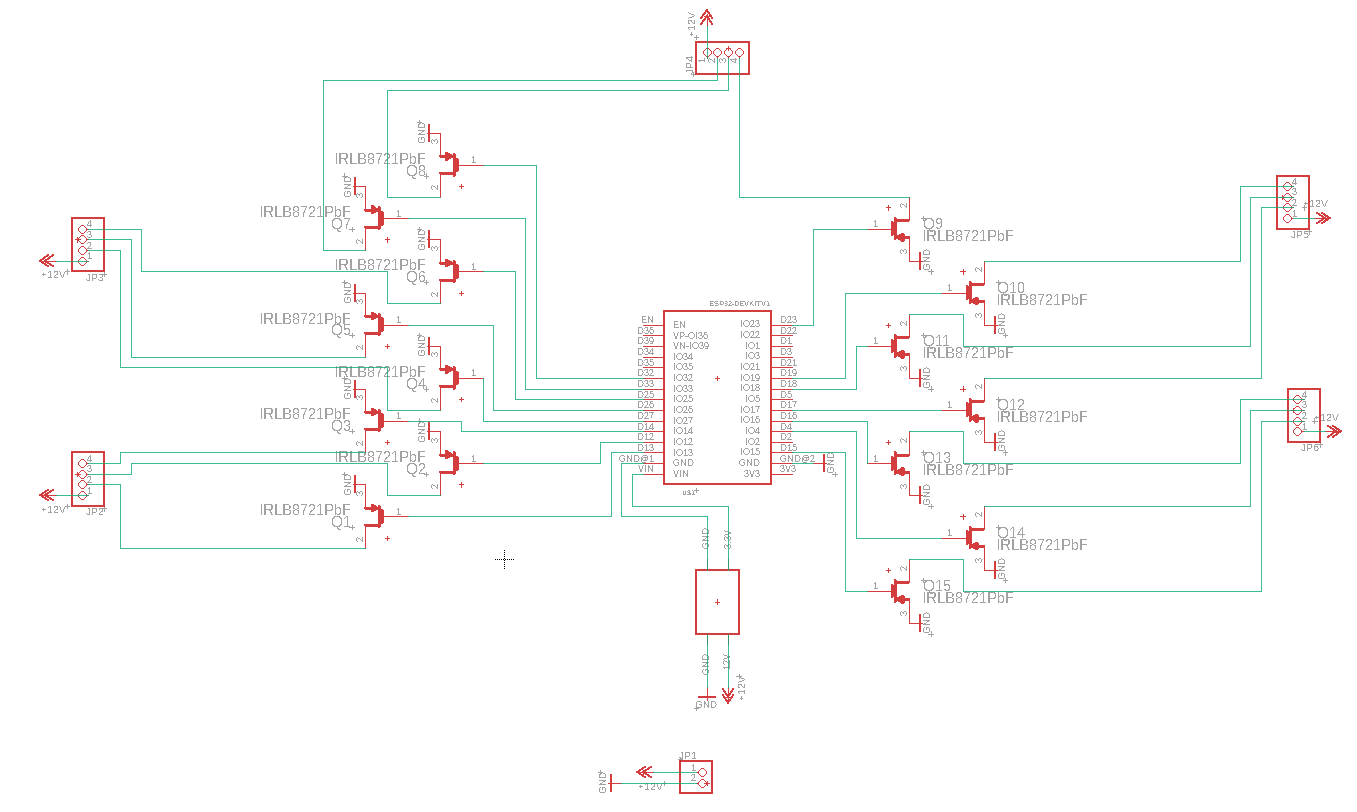 +12V
JP4
1 2 3 4
GND
3
IRLB8721PbF
Q8
1
2
GND
3
IRLB8721PbF
Q7
1
2
GND
3
IRLB8721PbF
Q6
1
2
GND
3
IRLB8721PbF
Q5
1
2
GND
3
IRLB8721PbF
Q4
1
2
GND
3
IRLB8721PbF
Q3
1
2
GND
3
IRLB8721PbF
Q2
1
2
GND
3
IRLB8721PbF
Q1
1
2
4
3
2
1
+12V
JP3
4
3
2
1
+12V
JP2
ESP32-DEVKITV1
EN EN IO23 D23
D36 VP-OI36 IO22 D22
D39 VN-IO39 IO1 D1
D34 IO34 IO3 D3
D35 IO35 IO21 D21
D32 IO32 IO19 D19
D33 IO33 IO18 D18
D25 IO25 IO5 D5
D26 IO26 IO17 D17
D27 IO27 IO16 D16
D14 IO14 IO4 D4
D12 IO12 IO2 D2
D13 IO13 IO15 D15
GND@1 GND GND GND@2
VIN VIN 3V3 3V3
GND
GND
3.3V
GND
12V
GND
+12V
2
1
Q9
IRLB8721PbF
3
GND
2
1
Q10
IRLB8721PbF
3
GND
2
1
Q11
IRLB8721PbF
3
GND
2
1
Q12
IRLB8721PbF
3
GND
2
1
Q13
IRLB8721PbF
3
GND
2
1
Q14
IRLB8721PbF
3
GND
2
1
Q15
IRLB8721PbF
3
GND
4
3
2
1
+12V
JP5
4
3
2
1
+12V
JP6
JP1
1
2
+12V
GND